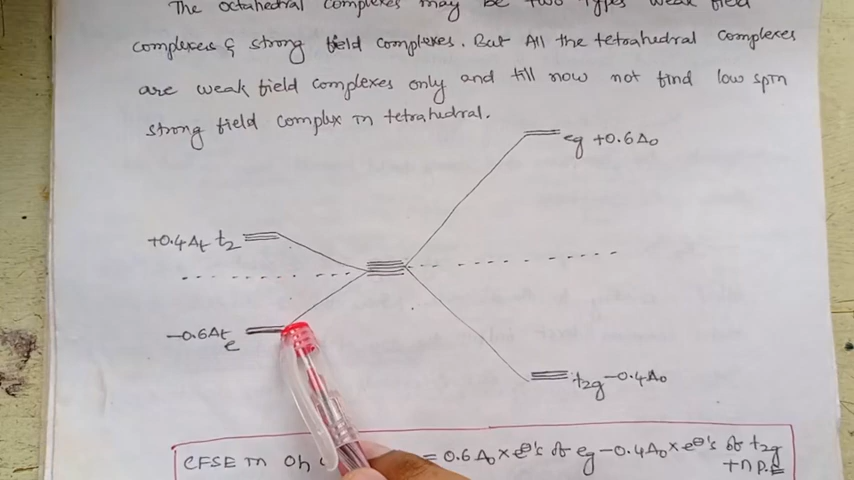 The octahedral complexes may be two types weak field
complexes & strong field complexes. But All the tetrahedral complexes
are weak field complexes only and till now not find low spin
strong field complex in tetrahedral.
eg +0.6Δo
+0.4Δt t2
-0.6Δt
e
t2g -0.4Δo
CFSE in Oh = 0.6Δo×e⊖'s of eg -0.4Δo×e⊖'s of t2g
+n P.E